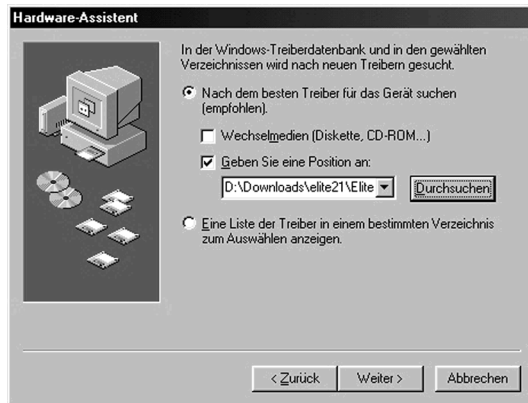 Hardware-Assistent
In der Windows-Treiberdatenbank und in den gewählten
Verzeichnissen wird nach neuen Treibern gesucht.
Nach dem besten Treiber für das Gerät suchen
(empfohlen).
Wechselmedien (Diskette, CD-ROM...)
Geben Sie eine Position an:
D:\Downloads\elite21\Elite
Durchsuchen
Eine Liste der Treiber in einem bestimmten Verzeichnis
zum Auswählen anzeigen.
< Zurück
Weiter >
Abbrechen